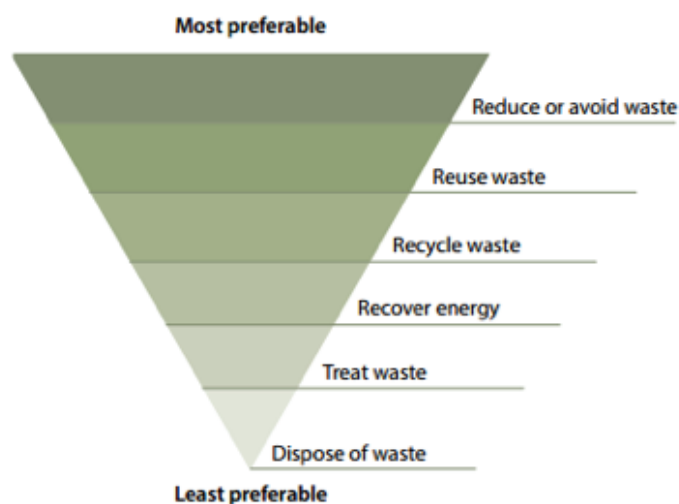 Most preferable
Reduce or avoid waste
Reuse waste
Recycle waste
Recover energy
Treat waste
Dispose of waste
Least preferable